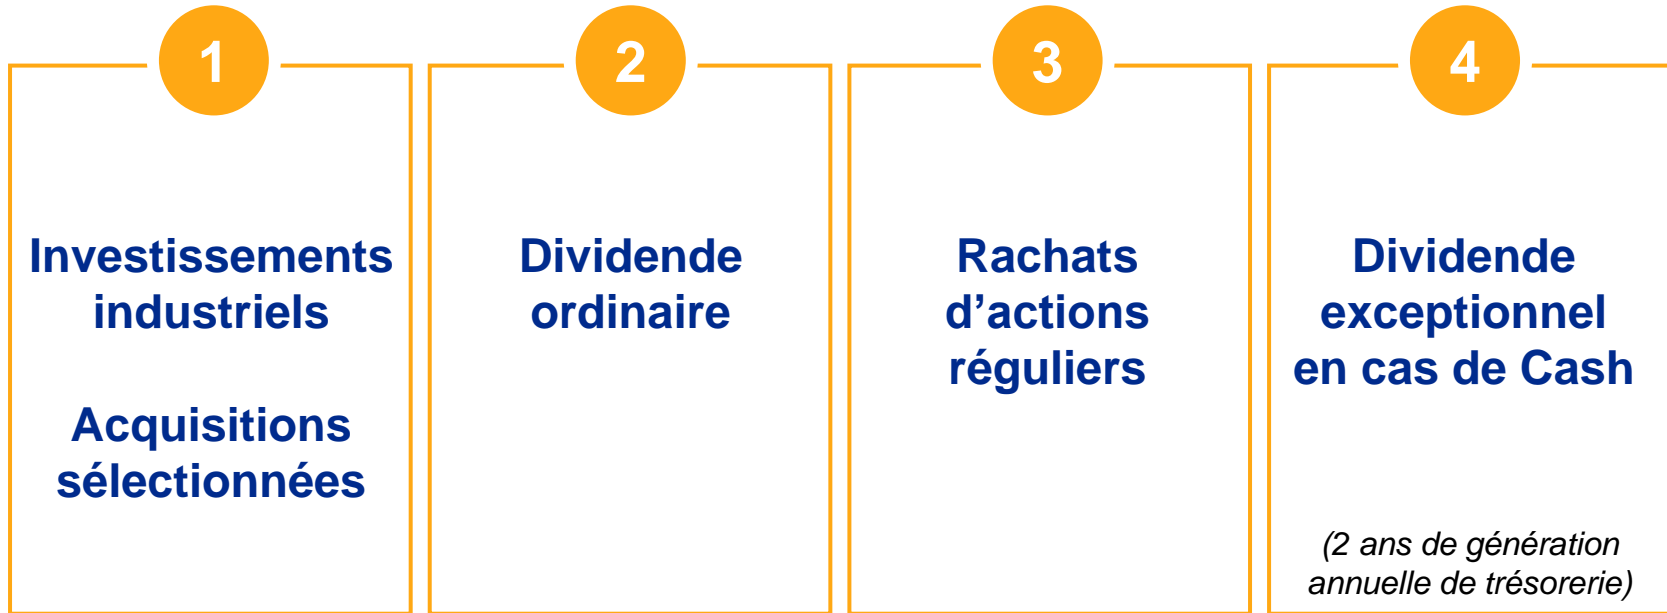 1
Investissements
industriels
Acquisitions
sélectionnées
2
Dividende
ordinaire
3
Rachats
d’actions
réguliers
4
Dividende
exceptionnel
en cas de Cash
(2 ans de génération
annuelle de trésorerie)